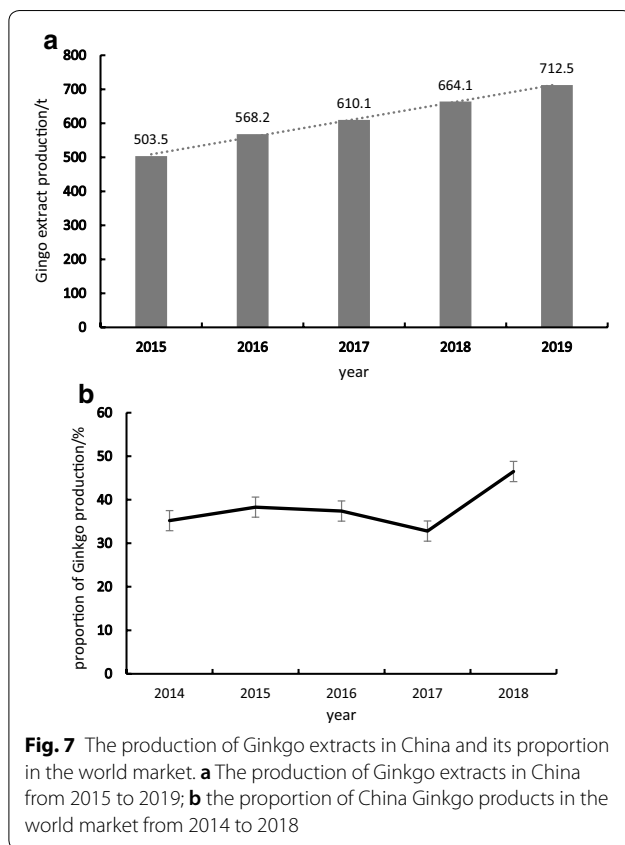 a
800
700
600
500
400
300
200
100
0
Gingo extract production/t
503.5
568.2
610.1
664.1
712.5
2015 2016 2017 2018 2019
year
b
60
50
40
30
20
10
0
proportion of Ginkgo production/%
2014 2015 2016 2017 2018
year
Fig. 7 The production of Ginkgo extracts in China and its proportion
in the world market. a The production of Ginkgo extracts in China
from 2015 to 2019; b the proportion of China Ginkgo products in the
world market from 2014 to 2018